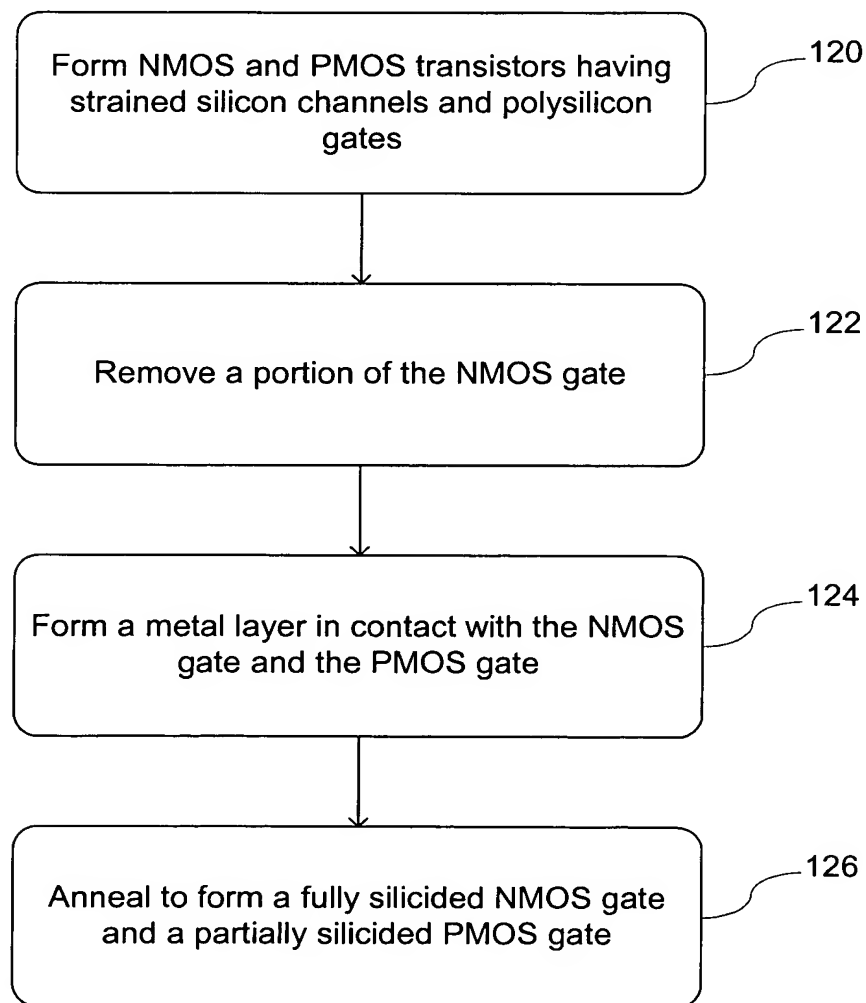 Form NMOS and PMOS transistors having
strained silicon channels and polysilicon
gates
120
Remove a portion of the NMOS gate
122
Form a metal layer in contact with the NMOS
gate and the PMOS gate
124
Anneal to form a fully silicided NMOS gate
and a partially silicided PMOS gate
126